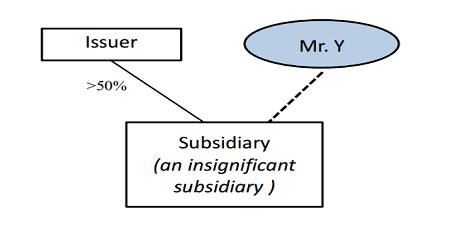 Issuer
Mr. Y
>50%
Subsidiary
(an insignificant
subsidiary )